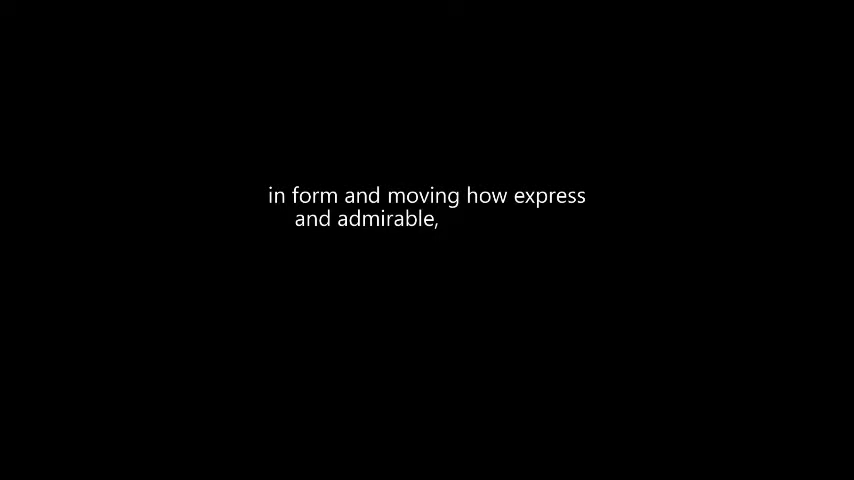 in form and moving how express
and admirable,